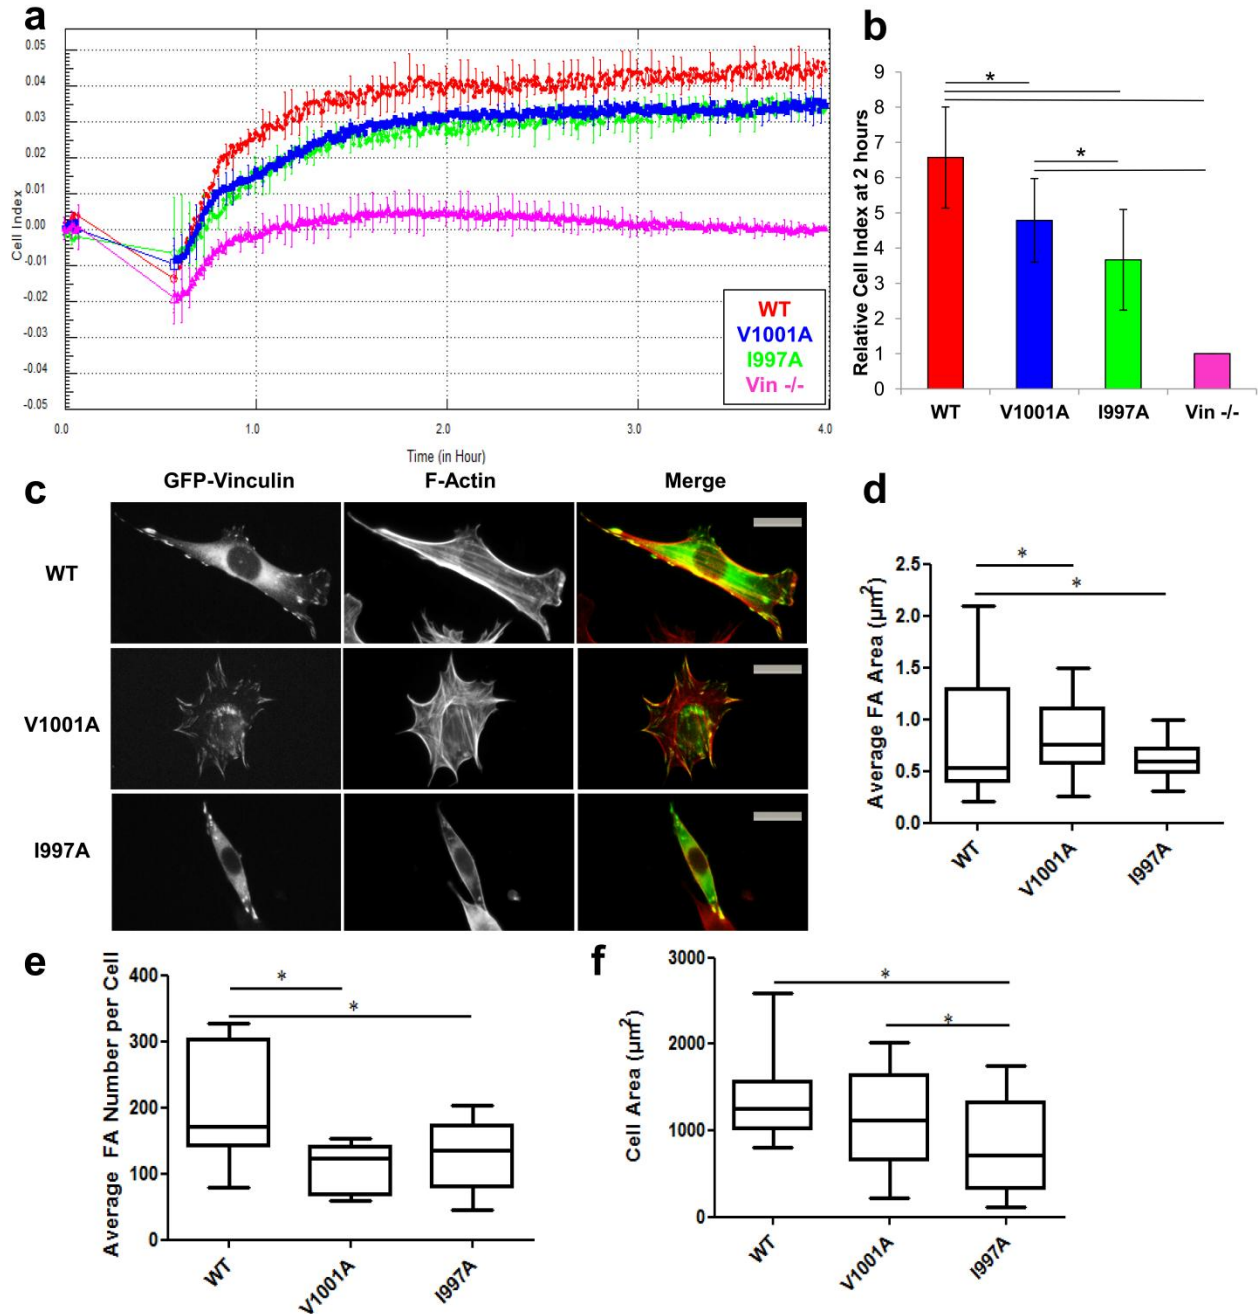 a
Cell Index
0.05
0.04
0.03
0.02
0.01
0.00
-0.01
-0.02
-0.03
-0.04
-0.05
0.0
1.0
2.0
3.0
4.0
Time (in Hour)
WT
V1001A
I997A
Vin -/-
b
Relative Cell Index at 2 hours
9
8
7
6
5
4
3
2
1
0
*
*
WT
V1001A
I997A
Vin -/-
c
GFP-Vinculin
F-Actin
Merge
WT
V1001A
I997A
d
Average FA Area (µm²)
2.5
2.0
1.5
1.0
0.5
0.0
*
*
WT
V1001A
I997A
e
Average FA Number per Cell
400
300
200
100
0
*
*
WT
V1001A
I997A
f
Cell Area (µm²)
3000
2000
1000
0
*
*
WT
V1001A
I997A